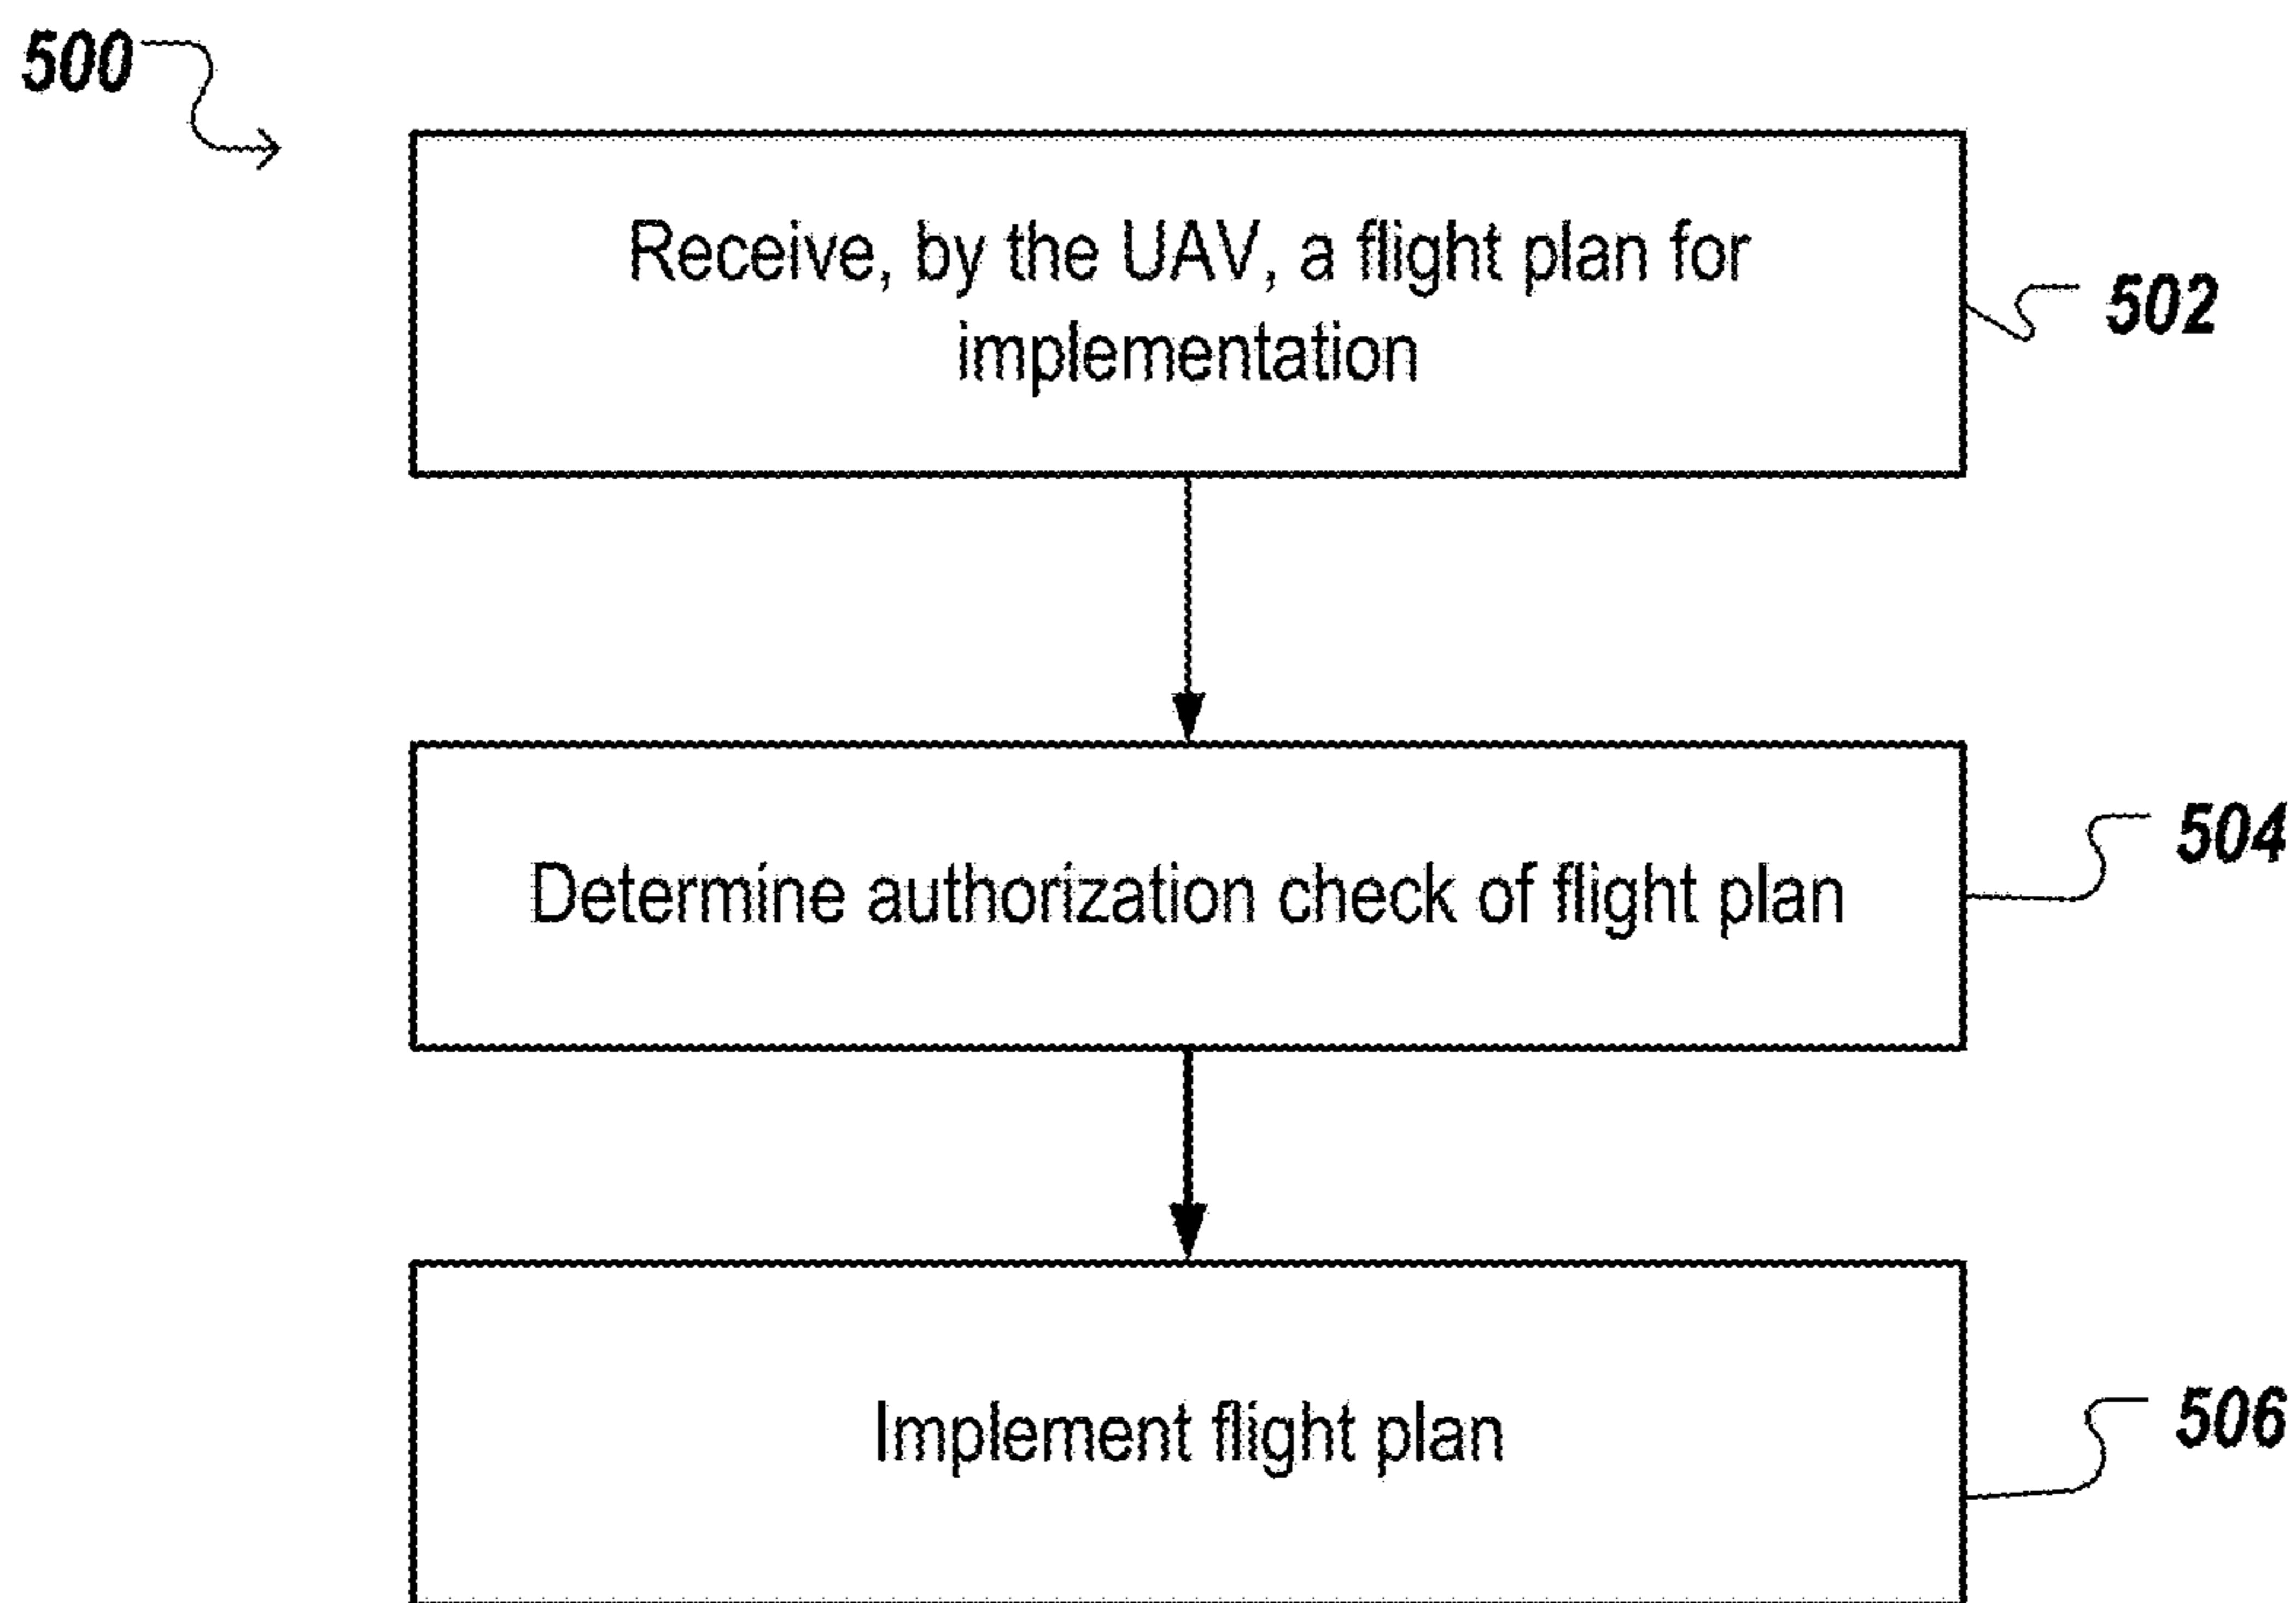 500
Receive, by the UAV, a flight plan for
implementation
502
Determine authorization check of flight plan
504
Implement flight plan
506